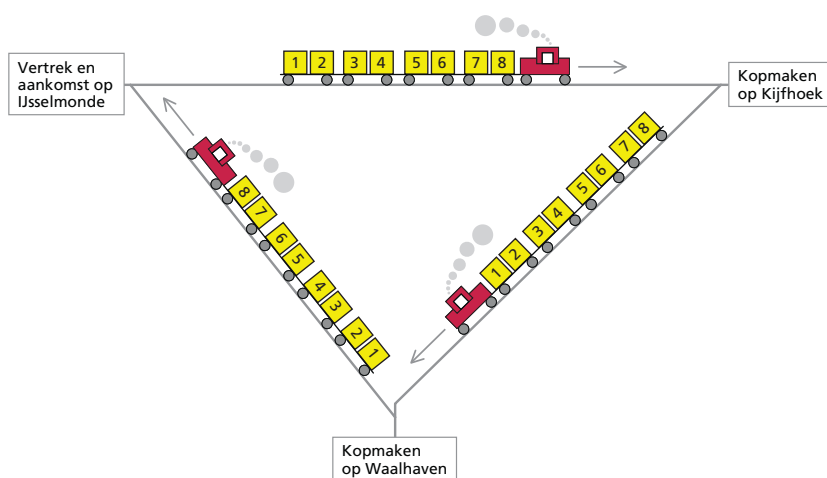 Vertrek en
aankomst op
IJsselmonde
1 2 3 4 5 6 7 8
Kopmaken
op Kijfhoek
8 7 6 5 4 3 2 1
1 2 3 4 5 6 7 8
Kopmaken
op Waalhaven